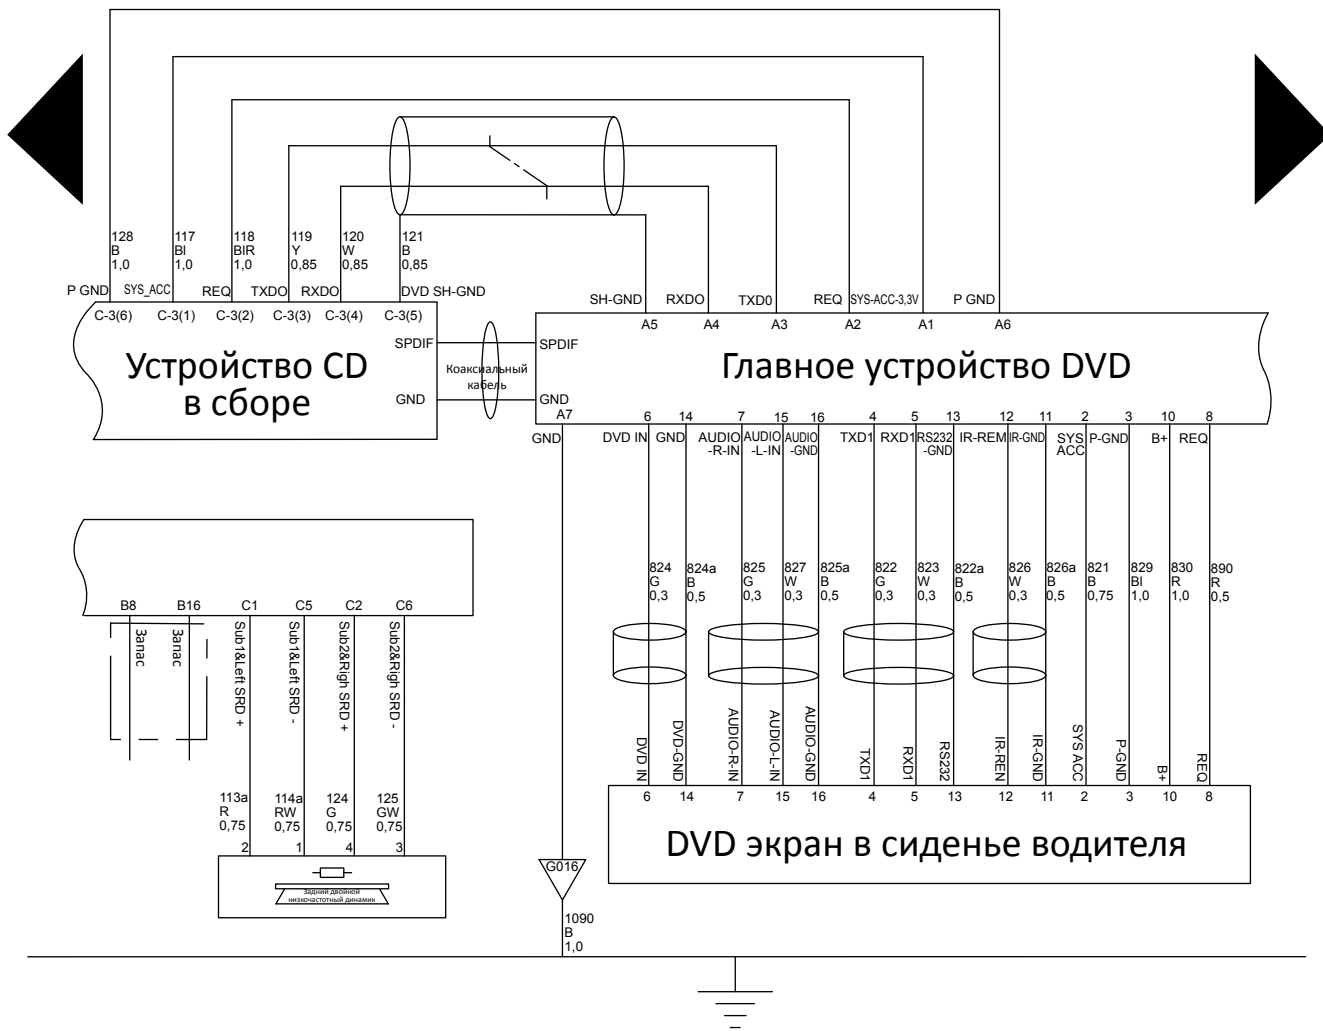 128 117 118 119 120 121
B BI BIR Y W B
1,0 1,0 1,0 0,85 0,85 0,85
P GND SYS_ACC REQ TXDO RXDO DVD SH-GND
C-3(6) C-3(1) C-3(2) C-3(3) C-3(4) C-3(5)
SH-GND RXDO TXD0 REQ SYS-ACC-3,3V P GND
A5 A4 A3 A2 A1 A6
SPDIF SPDIF
Устройство CD
в сборе
Коаксиальный
кабель
Главное устройство DVD
GND GND
A7 6 14 7 15 16 4 5 13 12 11 2 3 10 8
GND DVD IN GND AUDIO AUDIO AUDIO TXD1 RXD1 RS232 IR-REM IR-GND SYS P-GND B+ REQ
-R-IN -L-IN -GND -GND ACC
824 824a 825 827 825a 822 823 822a 826 826a 821 829 830 890
G B G W B G W B W B B BI R R
0,3 0,5 0,3 0,3 0,5 0,3 0,3 0,5 0,3 0,5 0,75 1,0 1,0 0,5
B8 B16 C1 C5 C2 C6
Запас
Запас
Sub1&Left SRD +
Sub1&Left SRD -
Sub2&Righ SRD +
Sub2&Righ SRD -
DVD IN
DVD-GND
AUDIO-R-IN
AUDIO-L-IN
AUDIO-GND
TXD1
RXD1
RS232
IR-REN
IR-GND
SYS ACC
P-GND
B+
REQ
6 14 7 15 16 4 5 13 12 11 2 3 10 8
DVD экран в сиденье водителя
113a 114a 124 125
R RW G GW
0,75 0,75 0,75 0,75
2 1 4 3
Задний двойной
низкочастотный динамик
G016
1090
B
1,0